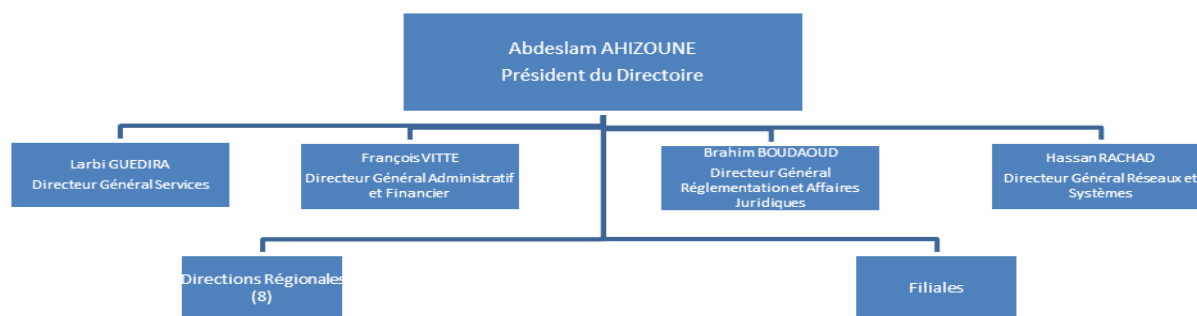 Abdeslam AHIZOUNE
Président du Directoire
Larbi GUEDIRA
Directeur Général Services
François VITTE
Directeur Général Administratif
et Financier
Brahim BOUDAOUD
Directeur Général
Réglementation et Affaires
Juridiques
Hassan RACHAD
Directeur Général Réseaux et
Systèmes
Directions Régionales
(8)
Filiales